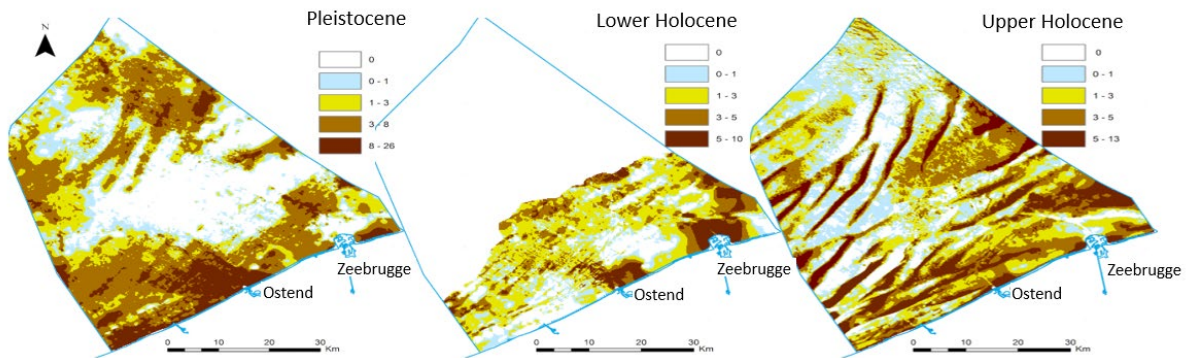 Pleistocene
N
0
0 - 1
1 - 3
3 - 8
8 - 26
Zeebrugge
Ostend
0 10 20 30
Km
Lower Holocene
0
0 - 1
1 - 3
3 - 5
5 - 10
Zeebrugge
Ostend
0 10 20 30
Km
Upper Holocene
0
0 - 1
1 - 3
3 - 5
5 - 13
Zeebrugge
Ostend
0 10 20 30
Km